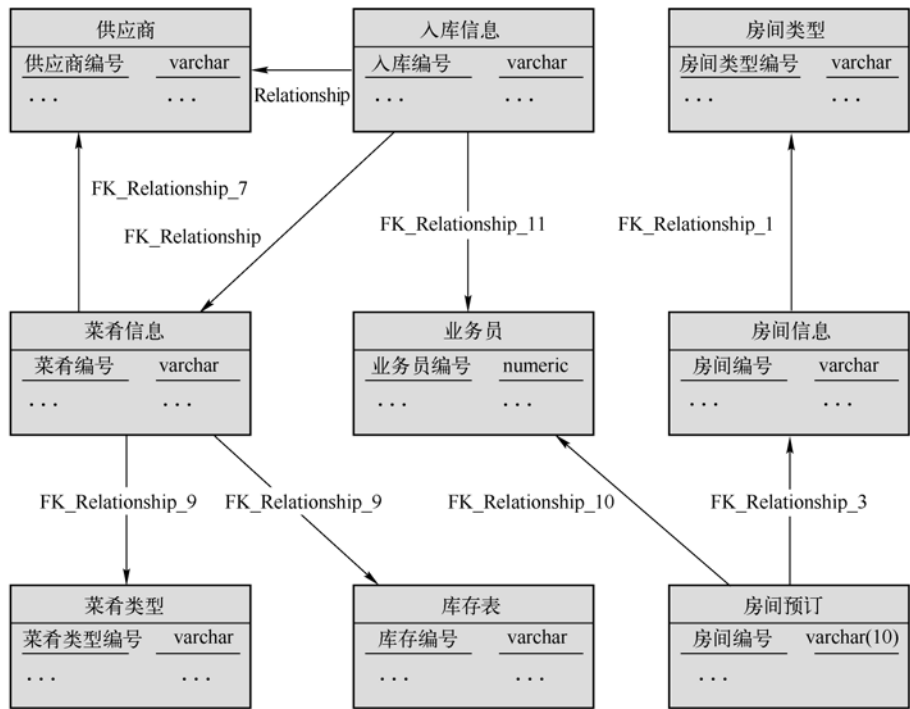 供应商 入库信息 房间类型
供应商编号 varchar 入库编号 varchar 房间类型编号 varchar
... ... ... ... ... ...
Relationship
FK_Relationship_7
FK_Relationship FK_Relationship_11 FK_Relationship_1
菜肴信息 业务员 房间信息
菜肴编号 varchar 业务员编号 numeric 房间编号 varchar
... ... ... ... ... ...
FK_Relationship_9 FK_Relationship_9 FK_Relationship_10 FK_Relationship_3
菜肴类型 库存表 房间预订
菜肴类型编号 varchar 库存编号 varchar 房间编号 varchar(10)
... ... ... ... ...